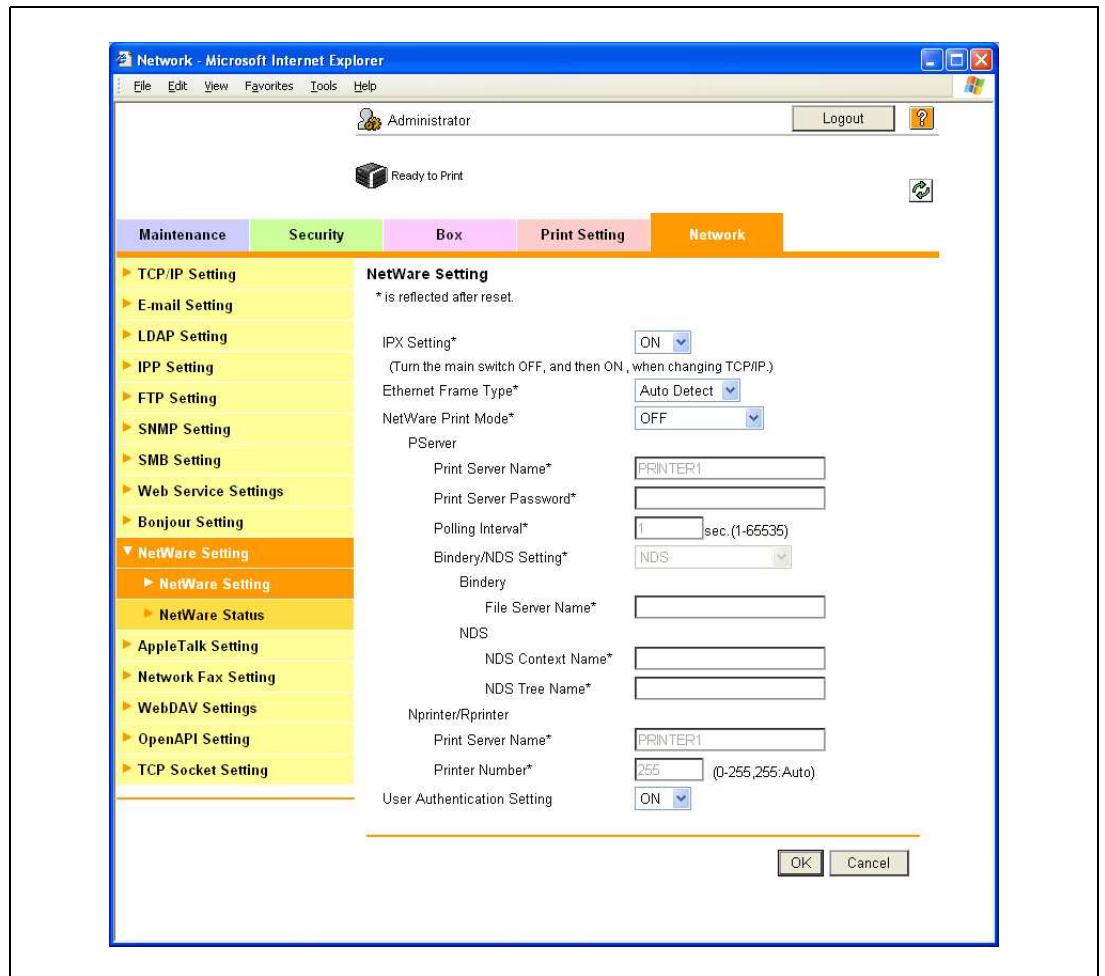 Network - Microsoft Internet Explorer
File Edit View Favorites Tools Help
Administrator
Logout
?
Ready to Print
Maintenance Security Box Print Setting Network
TCP/IP Setting
E-mail Setting
LDAP Setting
IPP Setting
FTP Setting
SNMP Setting
SMB Setting
Web Service Settings
Bonjour Setting
NetWare Setting
NetWare Setting
NetWare Status
AppleTalk Setting
Network Fax Setting
WebDAV Settings
OpenAPI Setting
TCP Socket Setting
NetWare Setting
* is reflected after reset.
IPX Setting* ON
(Turn the main switch OFF, and then ON , when changing TCP/IP.)
Ethernet Frame Type* Auto Detect
NetWare Print Mode* OFF
PServer
Print Server Name* PRINTER1
Print Server Password*
Polling Interval* 1 sec.(1-65535)
Bindery/NDS Setting* NDS
Bindery
File Server Name*
NDS
NDS Context Name*
NDS Tree Name*
Nprinter/Rprinter
Print Server Name* PRINTER1
Printer Number* 255 (0-255,255:Auto)
User Authentication Setting ON
OK Cancel